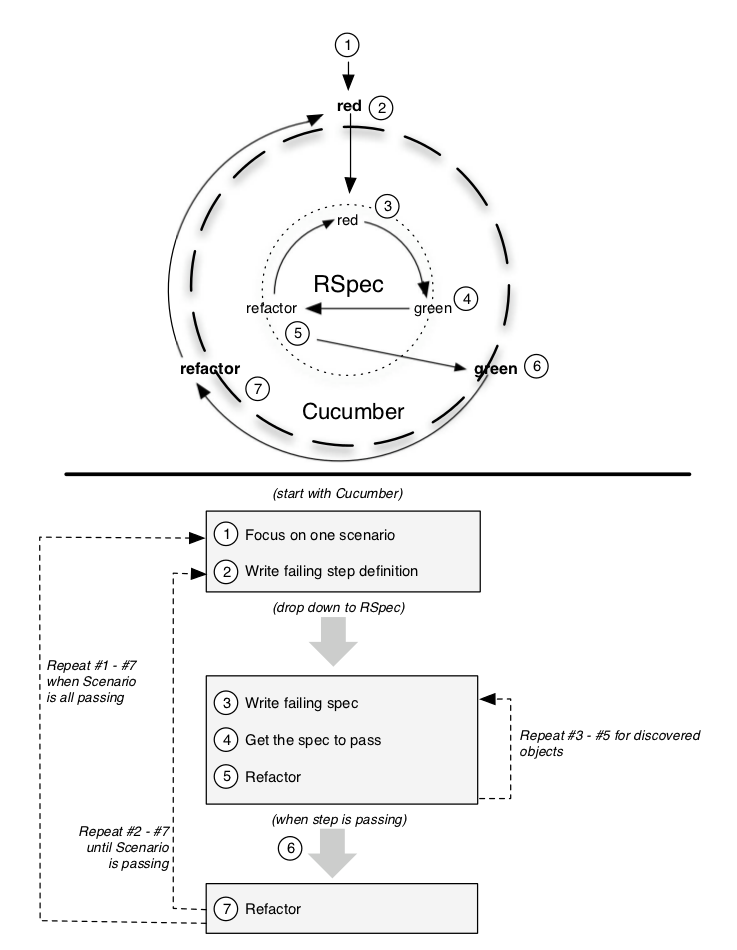 1
red 2
3
red
RSpec
refactor
green 4
5
refactor
green 6
7
Cucumber
(start with Cucumber)
1 Focus on one scenario
2 Write failing step definition
(drop down to RSpec)
Repeat #1 - #7
when Scenario
is all passing
3 Write failing spec
4 Get the spec to pass
5 Refactor
Repeat #3 - #5 for discovered
objects
(when step is passing)
Repeat #2 - #7
until Scenario
is passing
6
7 Refactor